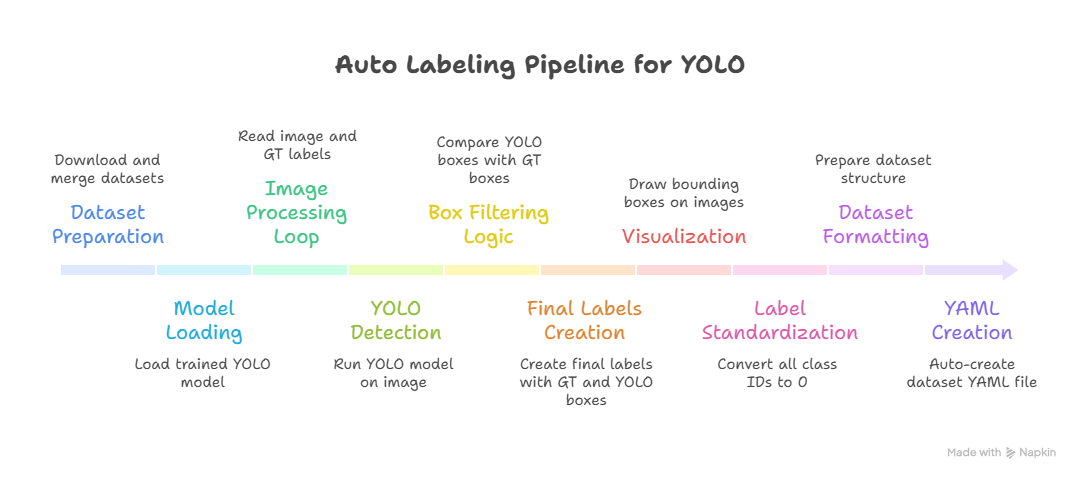 Auto Labeling Pipeline for YOLO
Download and
merge datasets
Dataset
Preparation
Model
Loading
Load trained YOLO
model
Read image and
GT labels
Image
Processing
Loop
YOLO
Detection
Run YOLO model
on image
Compare YOLO
boxes with GT
boxes
Box Filtering
Logic
Final Labels
Creation
Create final labels
with GT and YOLO
boxes
Draw bounding
boxes on images
Visualization
Label
Standardization
Convert all class
IDs to 0
Prepare dataset
structure
Dataset
Formatting
YAML
Creation
Auto-create
dataset YAML file
Made with Napkin